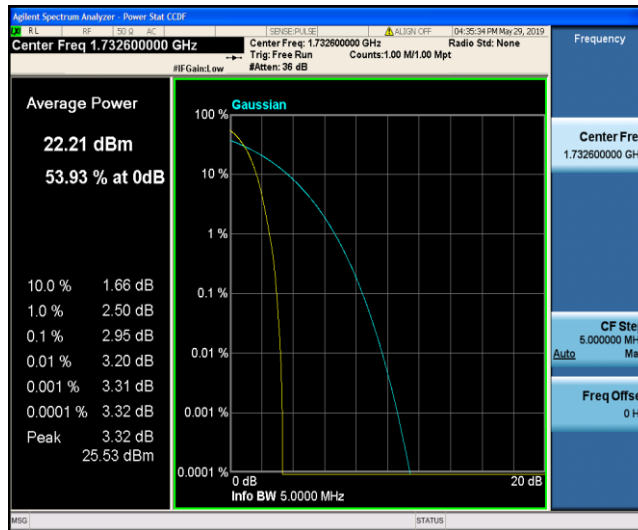 Agilent Spectrum Analyzer - Power Stat CCDF
RL RF 50 Ω AC SENSE:PULSE ALIGN OFF 04:35:34 PM May 29, 2019
Center Freq 1.732600000 GHz
Center Freq: 1.732600000 GHz Radio Std: None
Trig: Free Run Counts:1.00 M/1.00 Mpt
#IFGain:Low #Atten: 36 dB
Frequency
Average Power
22.21 dBm
53.93 % at 0dB
10.0 % 1.66 dB
1.0 % 2.50 dB
0.1 % 2.95 dB
0.01 % 3.20 dB
0.001 % 3.31 dB
0.0001 % 3.32 dB
Peak 3.32 dB
25.53 dBm
Gaussian
100 %
10 %
1 %
0.1 %
0.01 %
0.001 %
0.0001 %
0 dB 20 dB
Info BW 5.0000 MHz
Center Fre
1.732600000 GH
CF Ste
5.000000 MH
Auto Ma
Freq Offse
0 H
MSG STATUS